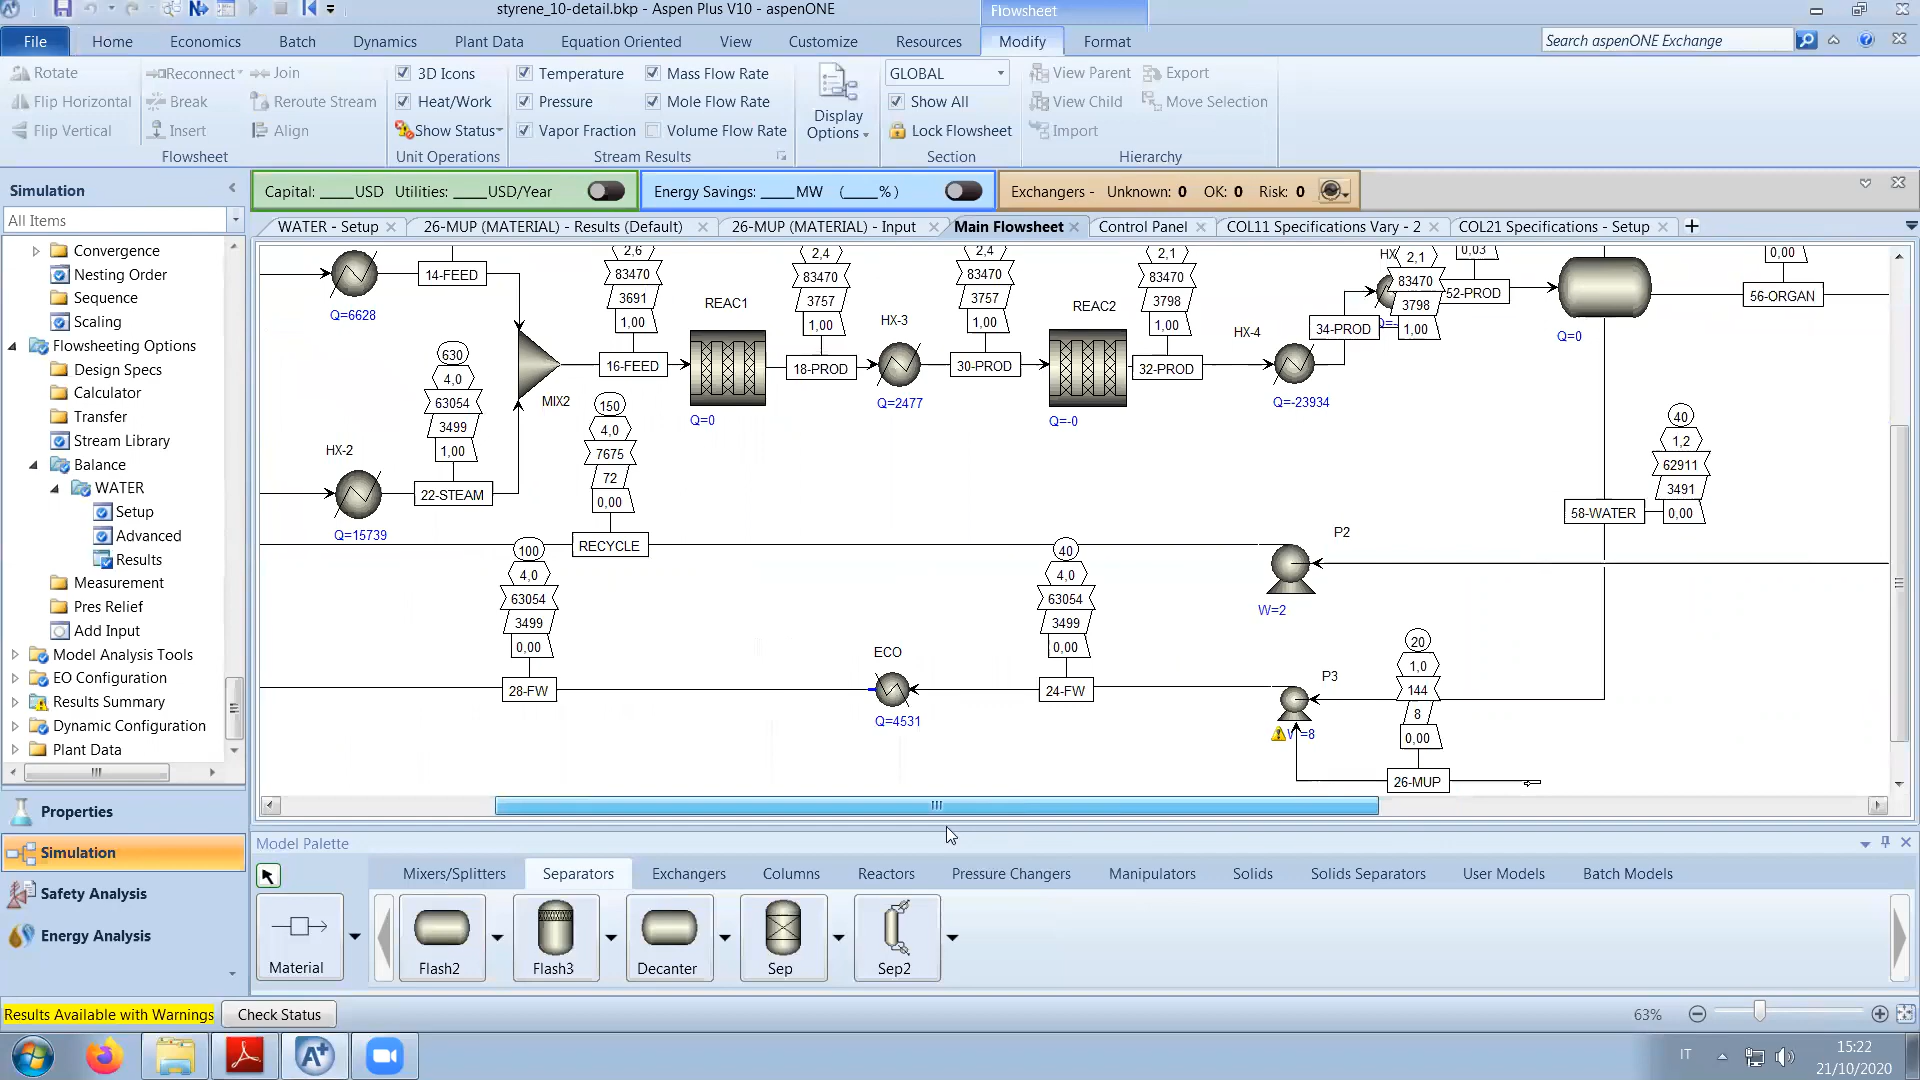 styrene_10-detail.bkp - Aspen Plus V10 - aspenONE
Flowsheet
File Home Economics Batch Dynamics Plant Data Equation Oriented View Customize Resources Modify Format
Search aspenONE Exchange
Rotate Reconnect Join 3D Icons Temperature Mass Flow Rate GLOBAL View Parent Export
Flip Horizontal Break Reroute Stream Heat/Work Pressure Mole Flow Rate Show All View Child Move Selection
Flip Vertical Insert Align Show Status Vapor Fraction Volume Flow Rate Display Options Lock Flowsheet Import
Flowsheet Unit Operations Stream Results Section Hierarchy
Simulation
All Items
Capital: ____USD Utilities: ____USD/Year
Energy Savings: ____MW (____%)
Exchangers - Unknown: 0 OK: 0 Risk: 0
WATER - Setup
26-MUP (MATERIAL) - Results (Default)
26-MUP (MATERIAL) - Input
Main Flowsheet
Control Panel
COL11 Specifications Vary - 2
COL21 Specifications - Setup
Convergence
Nesting Order
Sequence
Scaling
Flowsheeting Options
Design Specs
Calculator
Transfer
Stream Library
Balance
WATER
Setup
Advanced
Results
Measurement
Pres Relief
Add Input
Model Analysis Tools
EO Configuration
Results Summary
Dynamic Configuration
Plant Data
Properties
Simulation
Safety Analysis
Energy Analysis
14-FEED
Q=6628
2,6
83470
3691
1,00
16-FEED
REAC1
Q=0
2,4
83470
3757
1,00
18-PROD
HX-3
Q=2477
2,4
83470
3757
1,00
30-PROD
REAC2
Q=-0
2,1
83470
3798
1,00
32-PROD
HX-4
Q=-23934
34-PROD
HX
2,1
83470
3798
1,00
Q=-
0,03
52-PROD
Q=0
0,00
56-ORGAN
MIX2
630
4,0
63054
3499
1,00
22-STEAM
HX-2
Q=15739
150
4,0
7675
72
0,00
RECYCLE
40
1,2
62911
3491
0,00
58-WATER
P2
W=2
100
4,0
63054
3499
0,00
28-FW
ECO
Q=4531
40
4,0
63054
3499
0,00
24-FW
P3
=8
20
1,0
144
8
0,00
26-MUP
Model Palette
Mixers/Splitters Separators Exchangers Columns Reactors Pressure Changers Manipulators Solids Solids Separators User Models Batch Models
Material Flash2 Flash3 Decanter Sep Sep2
Results Available with Warnings
Check Status
63%
IT
15:22
21/10/2020